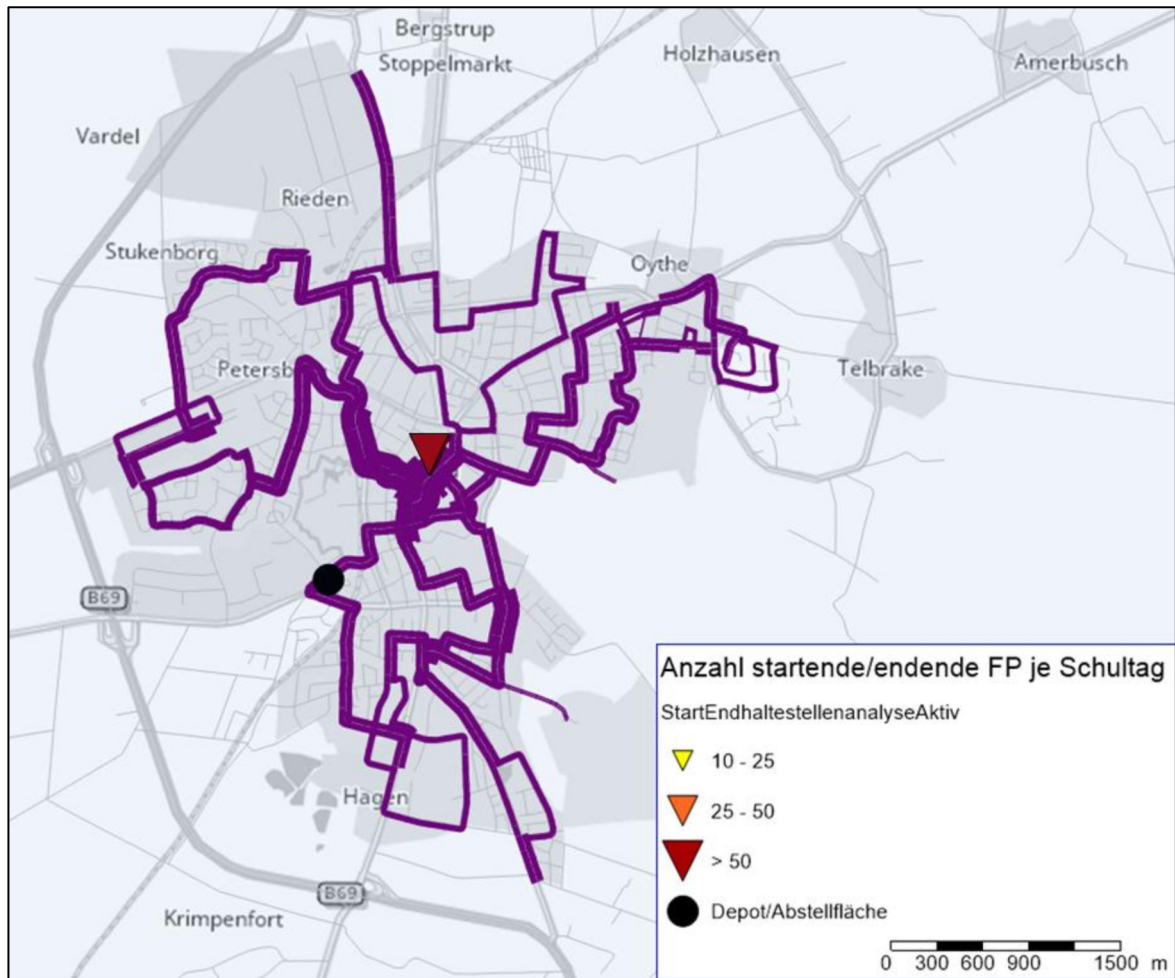 Bergstrup
Stoppelmarkt
Holzhausen
Amerbusch
Vardel
Rieden
Stukenborg
Oythe
Telbrake
B69
Hagen
B69
Krimpenfort
Anzahl startende/endende FP je Schultag
StartEndhaltestellenanalyseAktiv
10 - 25
25 - 50
> 50
Depot/Abstellfläche
0 300 600 900 1500 m